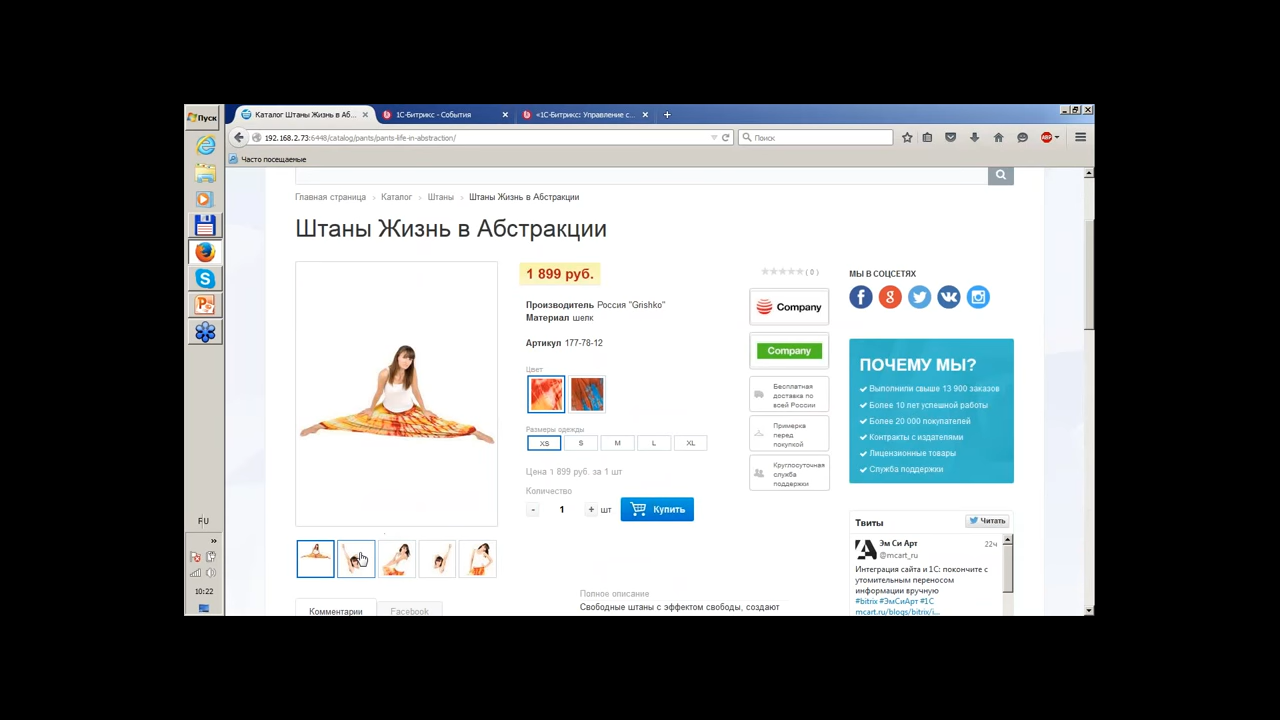 Пуск
Каталог Штаны Жизнь в Аб...
1С-Битрикс - События
«1С-Битрикс: Управление с...
192.168.2.73:6448/catalog/pants/pants-life-in-abstraction/
Поиск
ABP
Часто посещаемые
Главная страница
Каталог
Штаны
Штаны Жизнь в Абстракции
Штаны Жизнь в Абстракции
1 899 руб.
Производитель Россия "Grishko"
Материал шелк
Артикул 177-78-12
Цвет
Размеры одежды
XS
S
M
L
XL
Цена 1 899 руб. за 1 шт
Количество
- 1 + шт
Купить
( 0 )
Company
Company
Бесплатная
доставка по
всей России
Примерка
перед
покупкой
Круглосуточная
служба
поддержки
МЫ В СОЦСЕТЯХ
ПОЧЕМУ МЫ?
Выполнили свыше 13 900 заказов
Более 10 лет успешной работы
Более 20 000 покупателей
Контракты с издателями
Лицензионные товары
Служба поддержки
Твиты
Читать
Эм Си Арт
22ч
@mcart_ru
Интеграция сайта и 1С: покончите с
утомительным переносом
информации вручную
#bitrix #ЭмСиАрт #1С
mcart.ru/blogs/bitrix/i...
Полное описание
Свободные штаны с эффектом свободы, создают
Комментарии
Facebook
RU
10:22